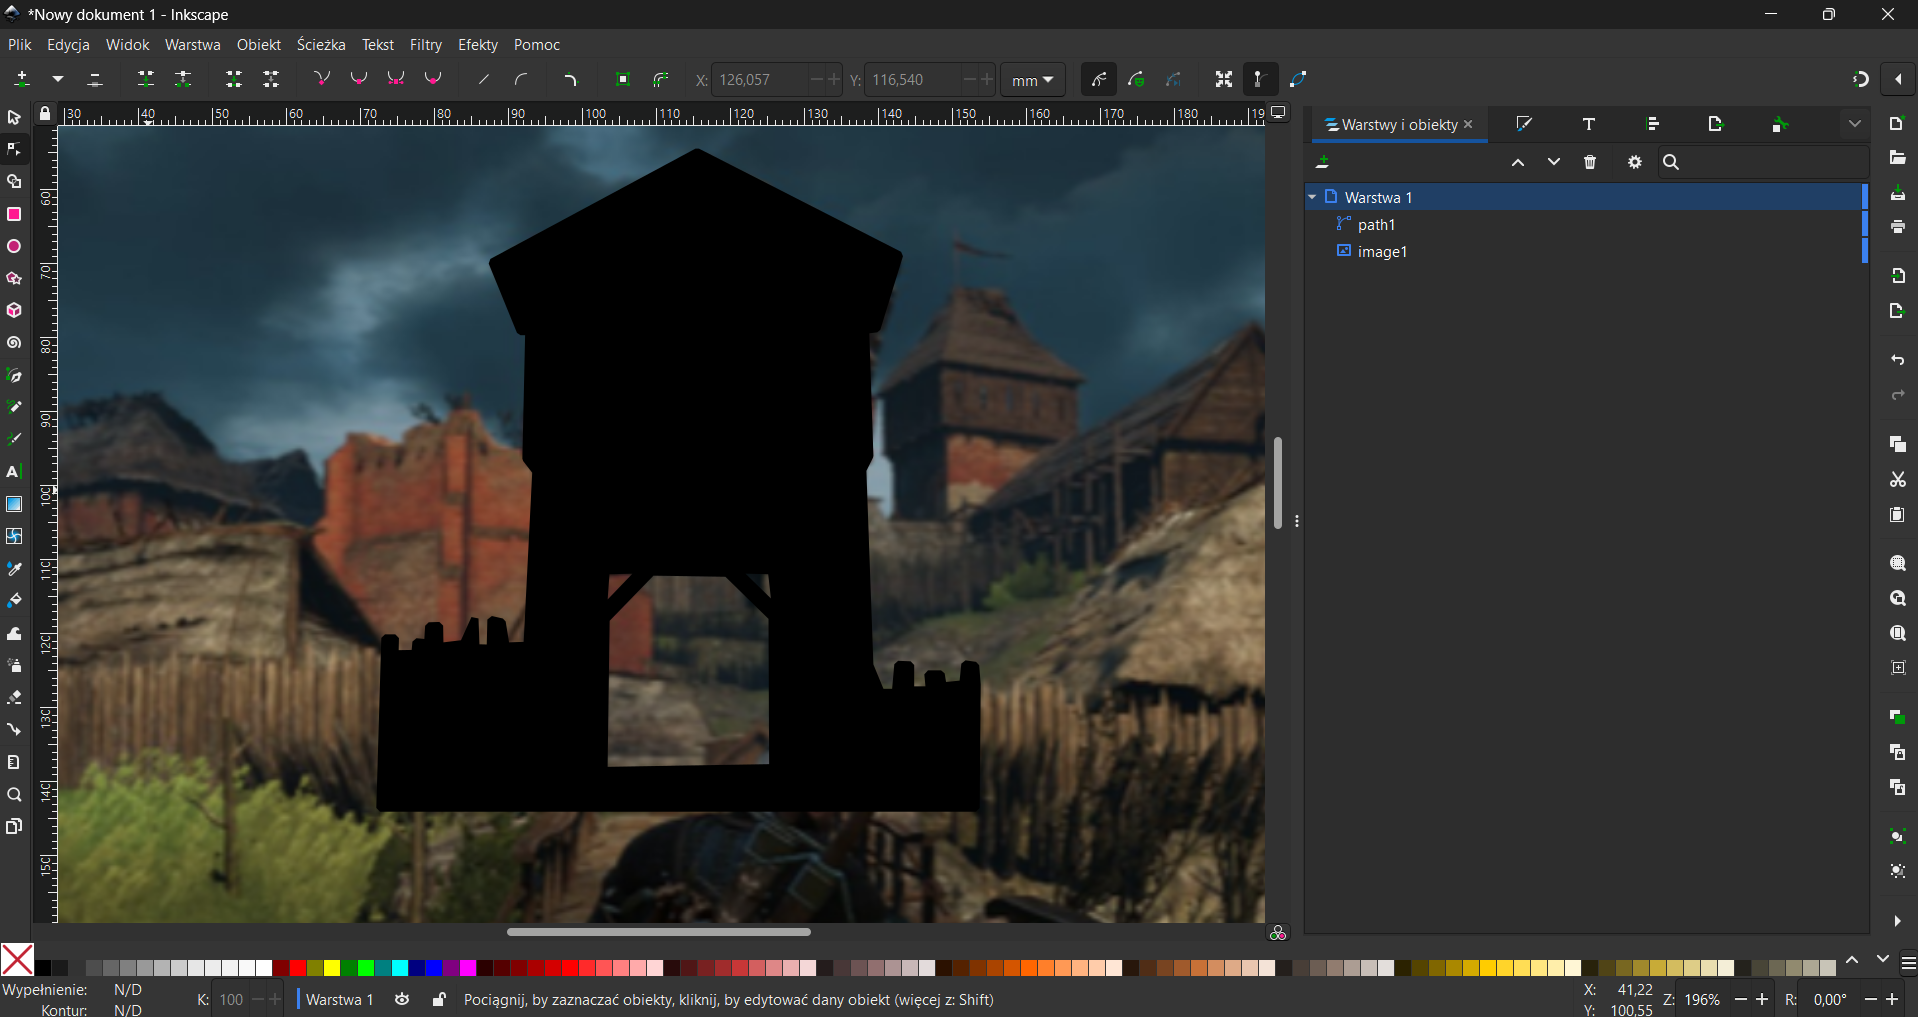 *Nowy dokument 1 - Inkscape
Plik Edycja Widok Warstwa Obiekt Ścieżka Tekst Filtry Efekty Pomoc
X: 126,057 Y: 116,540 mm
30 40 50 60 70 80 90 100 110 120 130 140 150 160 170 180 19
60
70
80
90
100
110
120
130
140
150
Warstwy i obiekty
Warstwa 1
path1
image1
Wypełnienie: N/D
Kontur: N/D
K: 100
Warstwa 1
Pociągnij, by zaznaczać obiekty, kliknij, by edytować dany obiekt (więcej z: Shift)
X: 41,22
Y: 100,55
Z: 196%
R: 0,00°